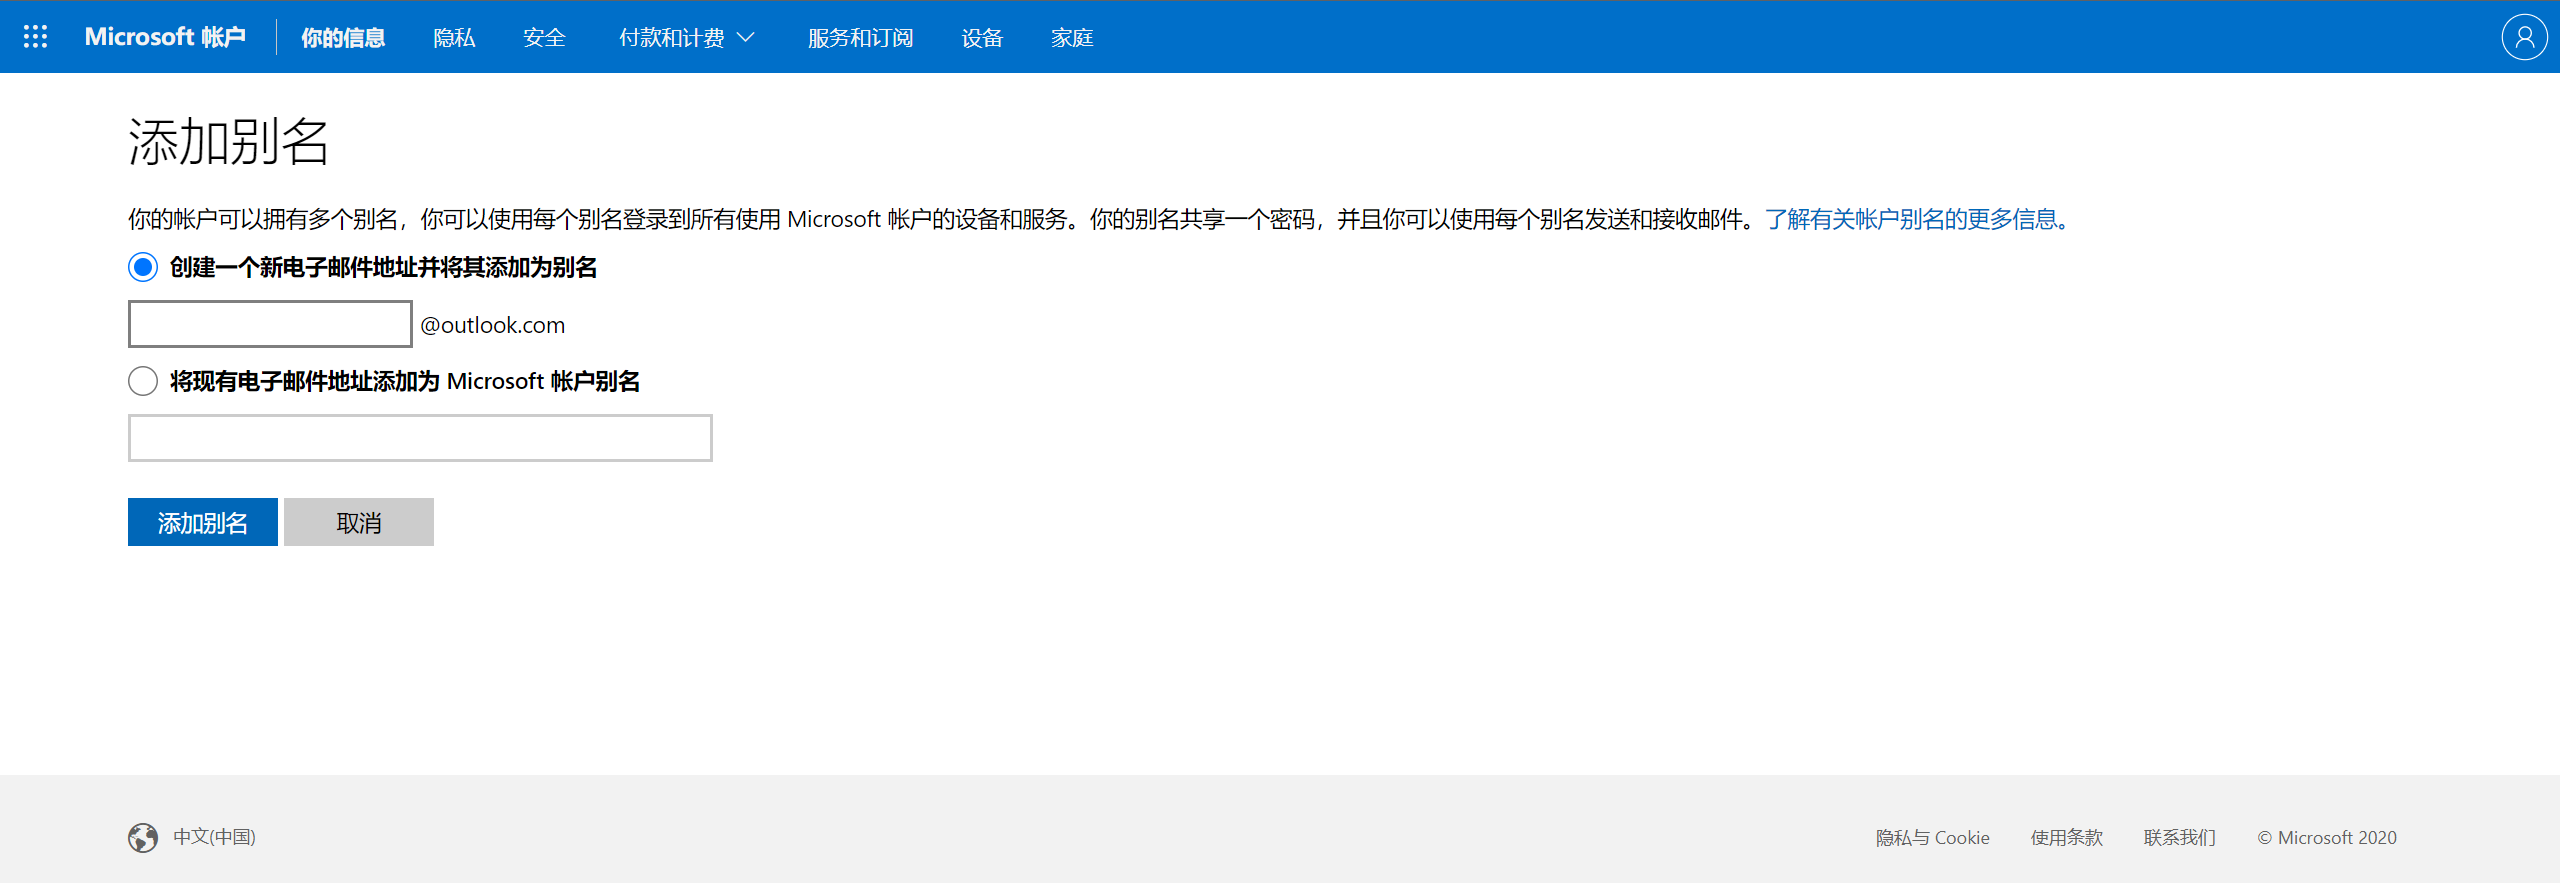 Microsoft 帐户 你的信息 隐私 安全 付款和计费 服务和订阅 设备 家庭
添加别名
你的帐户可以拥有多个别名，你可以使用每个别名登录到所有使用 Microsoft 帐户的设备和服务。你的别名共享一个密码，并且你可以使用每个别名发送和接收邮件。了解有关帐户别名的更多信息。
创建一个新电子邮件地址并将其添加为别名
@outlook.com
将现有电子邮件地址添加为 Microsoft 帐户别名
添加别名 取消
中文(中国) 隐私与 Cookie 使用条款 联系我们 © Microsoft 2020